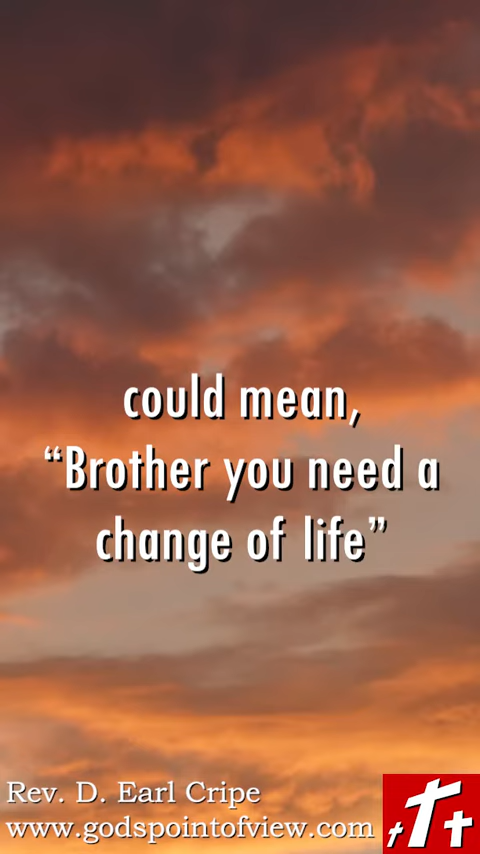 could mean,
“Brother you need a
change of life”
Rev. D. Earl Cripe
www.godspointofview.com